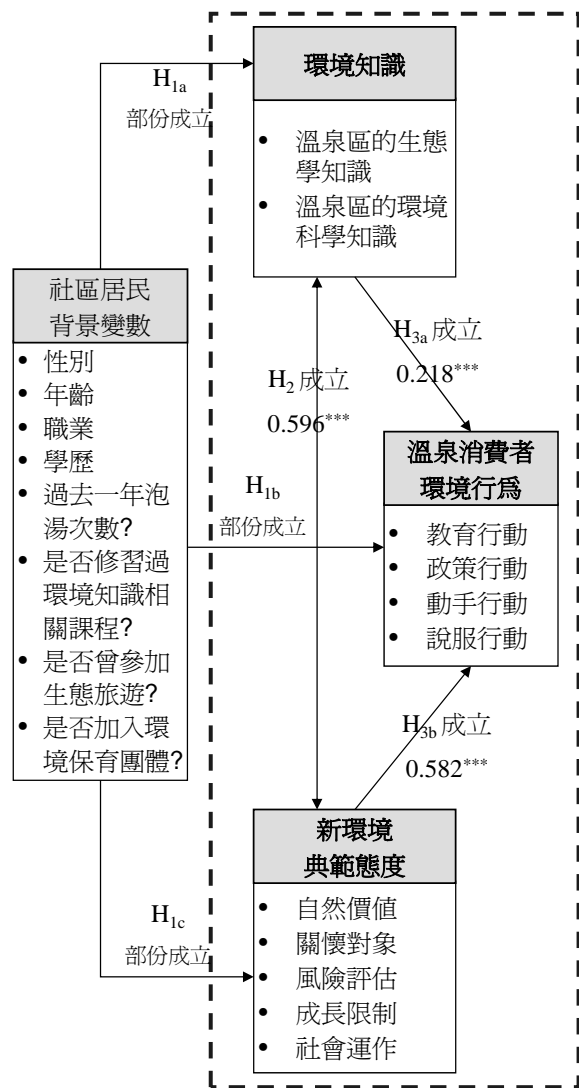 環境知識
• 溫泉區的生態
學知識
• 溫泉區的環境
科學知識
H1a
部份成立
社區居民
背景變數
• 性別
• 年齡
• 職業
• 學歷
• 過去一年泡
湯次數?
• 是否修習過
環境知識相
關課程?
• 是否曾參加
生態旅遊?
• 是否加入環
境保育團體?
H2 成立
0.596***
H3a 成立
0.218***
H1b
部份成立
溫泉消費者
環境行為
• 教育行動
• 政策行動
• 動手行動
• 說服行動
H3b 成立
0.582***
H1c
部份成立
新環境
典範態度
• 自然價值
• 關懷對象
• 風險評估
• 成長限制
• 社會運作